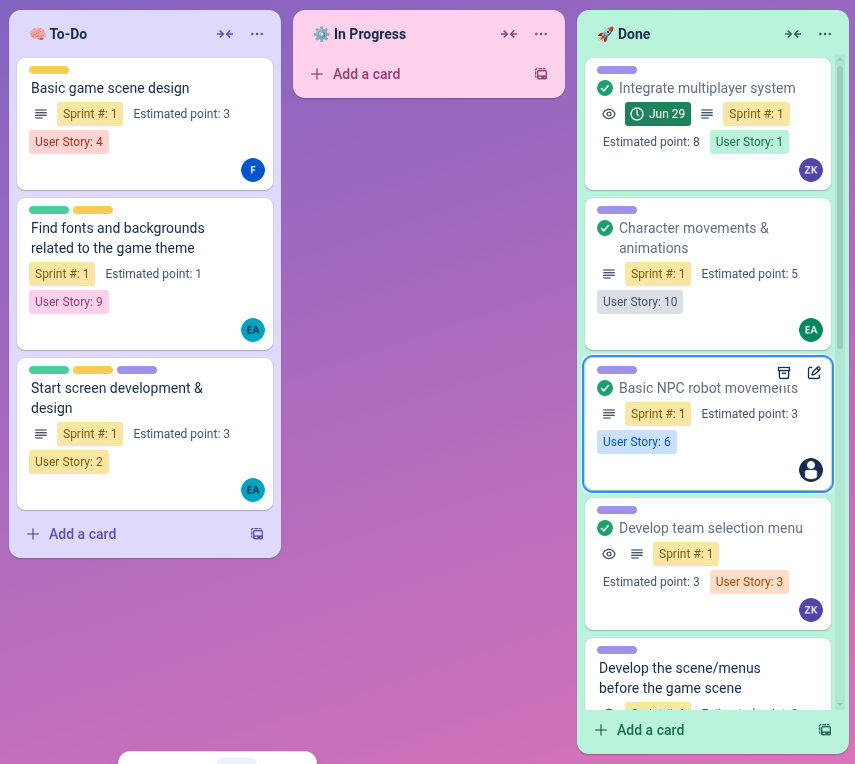 🧠 To-Do
Basic game scene design
Sprint #: 1 Estimated point: 3
User Story: 4
F
Find fonts and backgrounds
related to the game theme
Sprint #: 1 Estimated point: 1
User Story: 9
EA
Start screen development &
design
Sprint #: 1 Estimated point: 3
User Story: 2
EA
Add a card
⚙️ In Progress
Add a card
🚀 Done
Integrate multiplayer system
Jun 29 Sprint #: 1
Estimated point: 8 User Story: 1
ZK
Character movements &
animations
Sprint #: 1 Estimated point: 5
User Story: 10
EA
Basic NPC robot movements
Sprint #: 1 Estimated point: 3
User Story: 6
Develop team selection menu
Sprint #: 1
Estimated point: 3 User Story: 3
ZK
Develop the scene/menus
before the game scene
Add a card